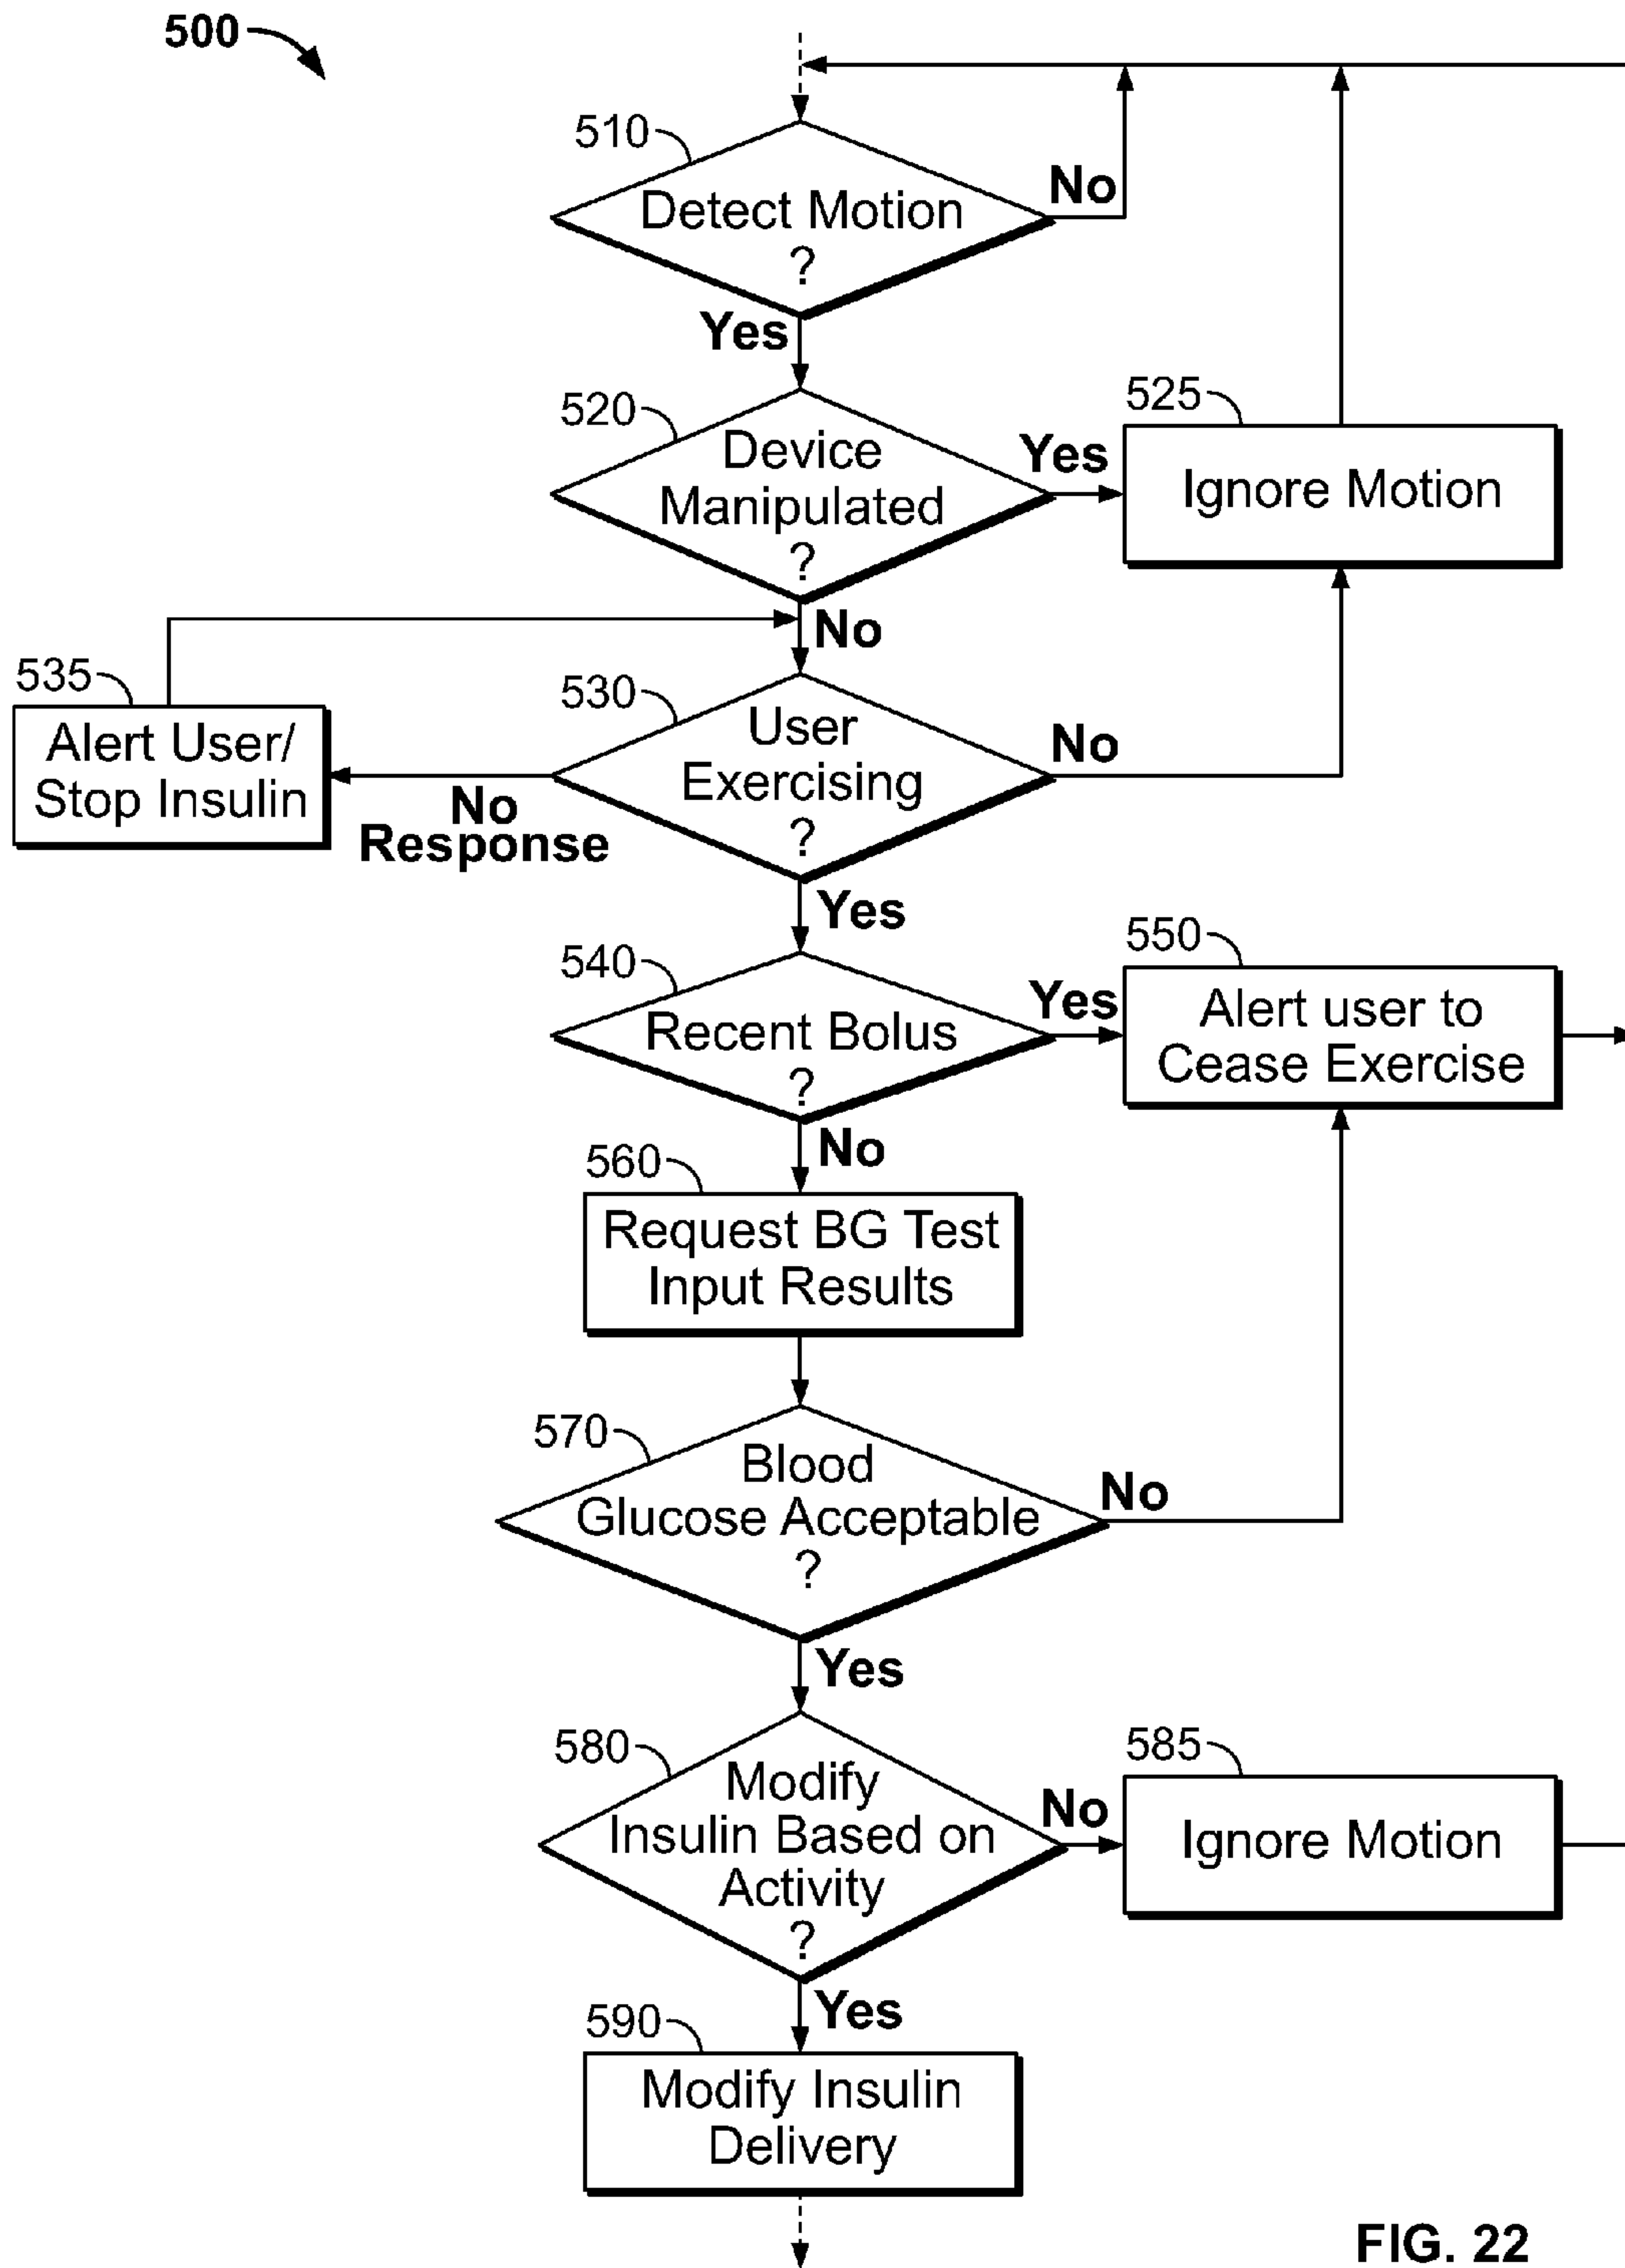 500
510
Detect Motion
?
No
Yes
520
Device
Manipulated
?
Yes
525
Ignore Motion
No
535
Alert User/
Stop Insulin
530
User
Exercising
?
No
No
Response
Yes
540
Recent Bolus
?
Yes
550
Alert user to
Cease Exercise
No
560
Request BG Test
Input Results
570
Blood
Glucose Acceptable
?
No
Yes
580
Modify
Insulin Based on
Activity
?
No
585
Ignore Motion
Yes
590
Modify Insulin
Delivery
FIG. 22